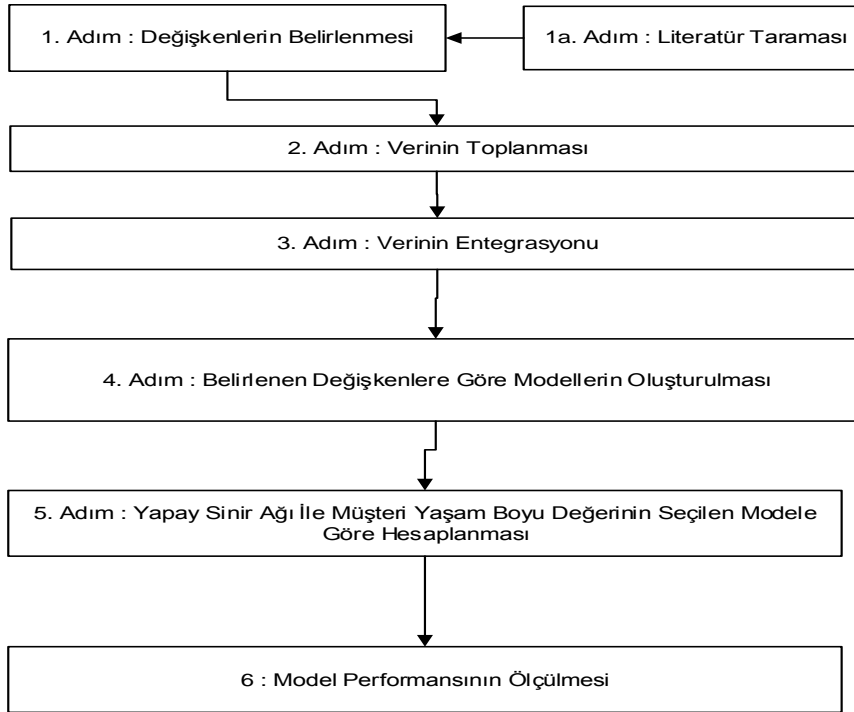 1. Adım : Değişkenlerin Belirlenmesi
1a. Adım : Literatür Taraması
2. Adım : Verinin Toplanması
3. Adım : Verinin Entegrasyonu
4. Adım : Belirlenen Değişkenlere Göre Modellerin Oluşturulması
5. Adım : Yapay Sinir Ağı İle Müşteri Yaşam Boyu Değerinin Seçilen Modele
Göre Hesaplanması
6 : Model Performansının Ölçülmesi